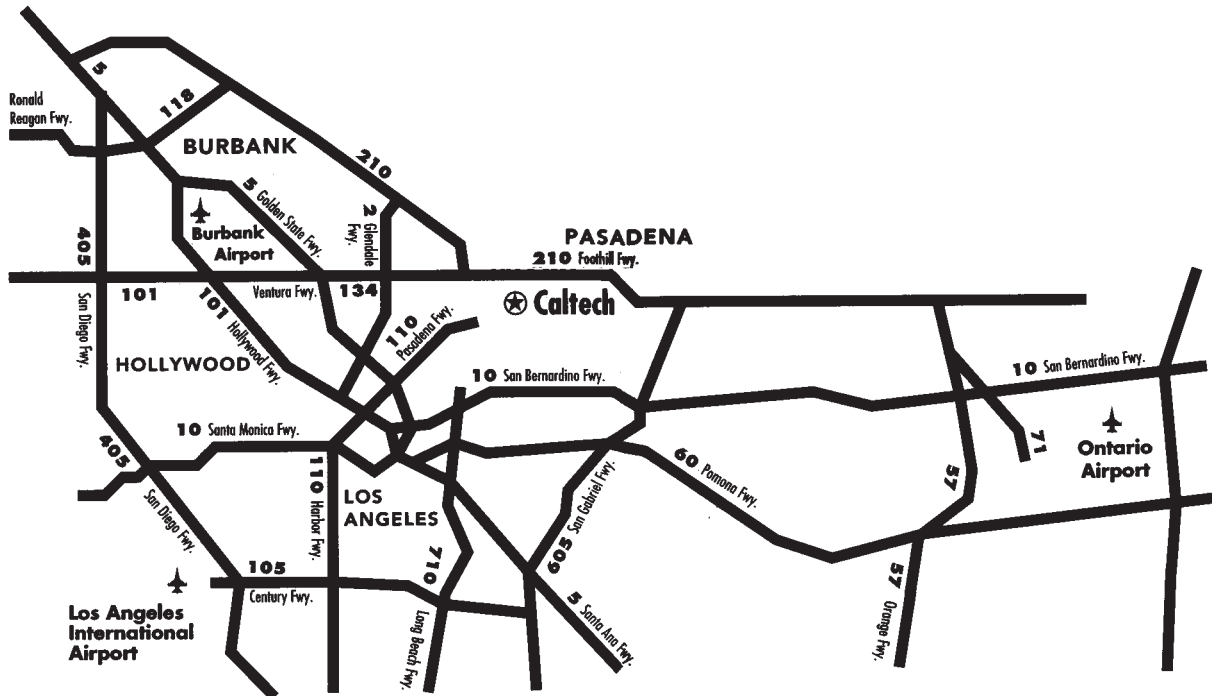 5
118
Ronald
Reagan Fwy.
BURBANK
210
5 Golden State Fwy.
2 Glendale
Fwy.
Burbank
Airport
PASADENA
210 Foothill Fwy.
405 San Diego Fwy.
101
Ventura Fwy.
134
101 Hollywood Fwy.
Caltech
110
Pasadena Fwy.
HOLLYWOOD
10 San Bernardino Fwy.
10 San Bernardino Fwy.
10 Santa Monica Fwy.
405
San Diego Fwy.
110 Harbor Fwy.
LOS
ANGELES
60 Pomona Fwy.
71
Ontario
Airport
57
605 San Gabriel Fwy.
710
Long Beach Fwy.
105
Century Fwy.
5 Santa Ana Fwy.
57 Orange Fwy.
Los Angeles
International
Airport